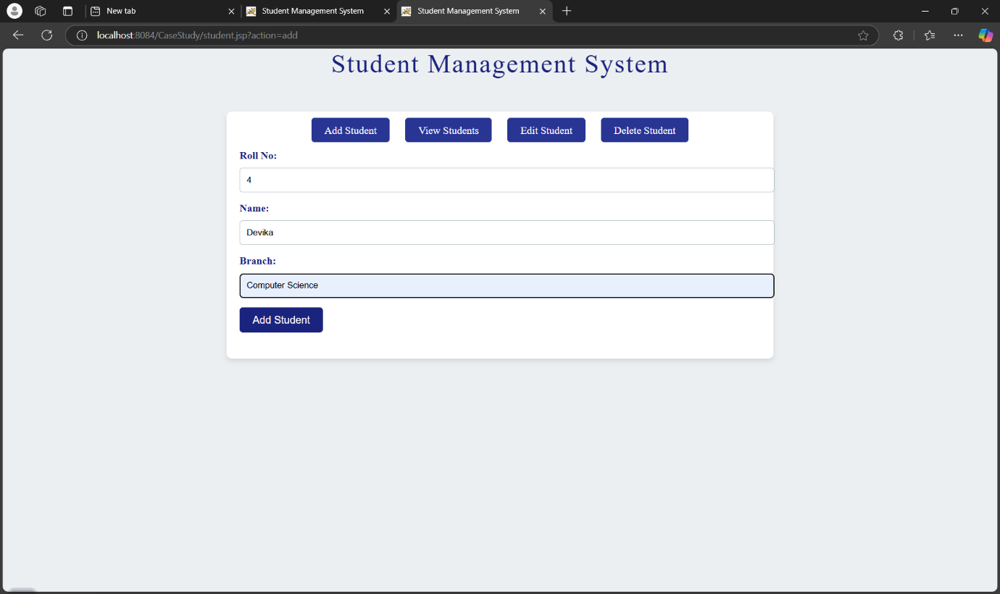 New tab
Student Management System
Student Management System
localhost:8084/CaseStudy/student.jsp?action=add
Student Management System
Add Student View Students Edit Student Delete Student
Roll No:
4
Name:
Devika
Branch:
Computer Science
Add Student